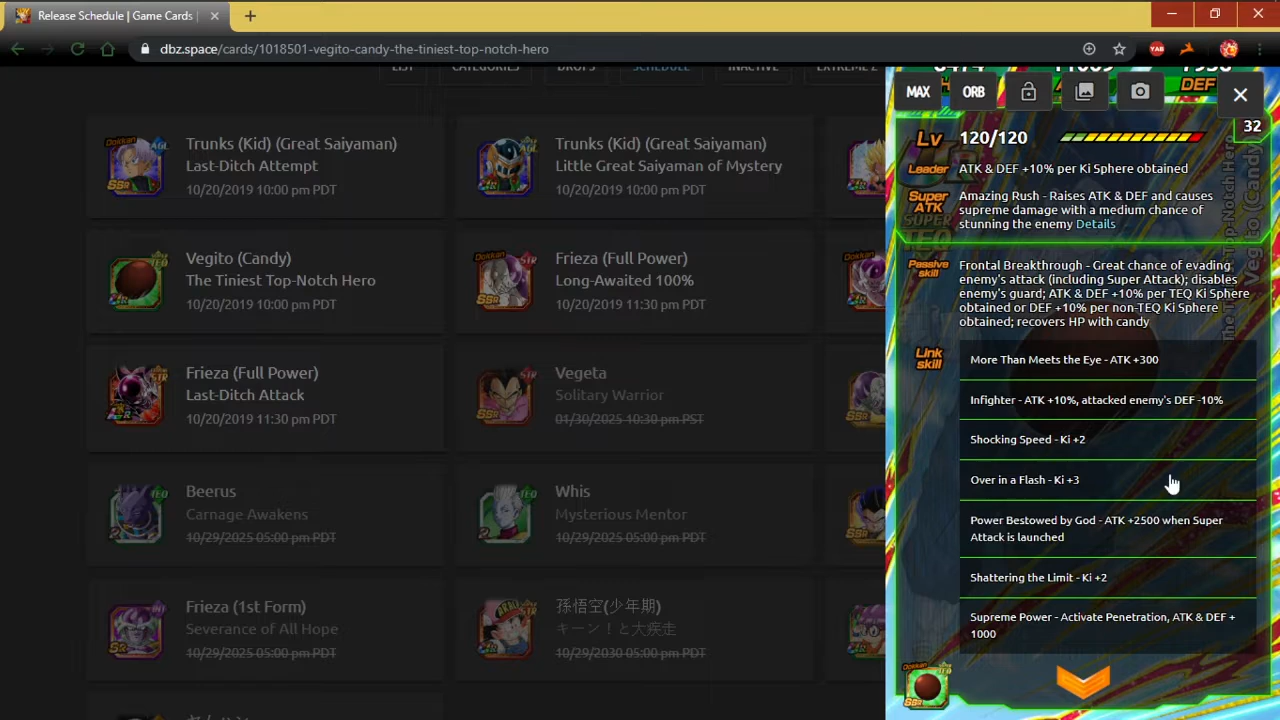 Release Schedule | Game Cards
dbz.space/cards/1018501-vegito-candy-the-tiniest-top-notch-hero
YAB
LIST CATEGORIES DROPS SCHEDULE INACTIVE
DEF
MAX ORB
32
Trunks (Kid) (Great Saiyaman)
Last-Ditch Attempt
10/20/2019 10:00 pm PDT
Trunks (Kid) (Great Saiyaman)
Little Great Saiyaman of Mystery
10/20/2019 10:00 pm PDT
Vegito (Candy)
The Tiniest Top-Notch Hero
10/20/2019 10:00 pm PDT
Frieza (Full Power)
Long-Awaited 100%
10/20/2019 11:30 pm PDT
Frieza (Full Power)
Last-Ditch Attack
10/20/2019 11:30 pm PDT
Vegeta
Solitary Warrior
01/30/2025 10:30 pm PST
Beerus
Carnage Awakens
10/29/2025 05:00 pm PDT
Whis
Mysterious Mentor
10/29/2025 05:00 pm PDT
Frieza (1st Form)
Severance of All Hope
10/29/2025 05:00 pm PDT
孫悟空(少年期)
キーン！と大疾走
10/29/2030 05:00 pm PDT
Lv 120/120
Leader ATK & DEF +10% per Ki Sphere obtained
Super ATK
Amazing Rush - Raises ATK & DEF and causes
supreme damage with a medium chance of
stunning the enemy Details
Passive skill
Frontal Breakthrough - Great chance of evading
enemy's attack (including Super Attack); disables
enemy's guard; ATK & DEF +10% per TEQ Ki Sphere
obtained or DEF +10% per non-TEQ Ki Sphere
obtained; recovers HP with candy
Link skill
More Than Meets the Eye - ATK +300
Infighter - ATK +10%, attacked enemy's DEF -10%
Shocking Speed - Ki +2
Over in a Flash - Ki +3
Power Bestowed by God - ATK +2500 when Super
Attack is launched
Shattering the Limit - Ki +2
Supreme Power - Activate Penetration, ATK & DEF +
1000
The Tiniest Top-Notch Hero
Vegito (Candy)